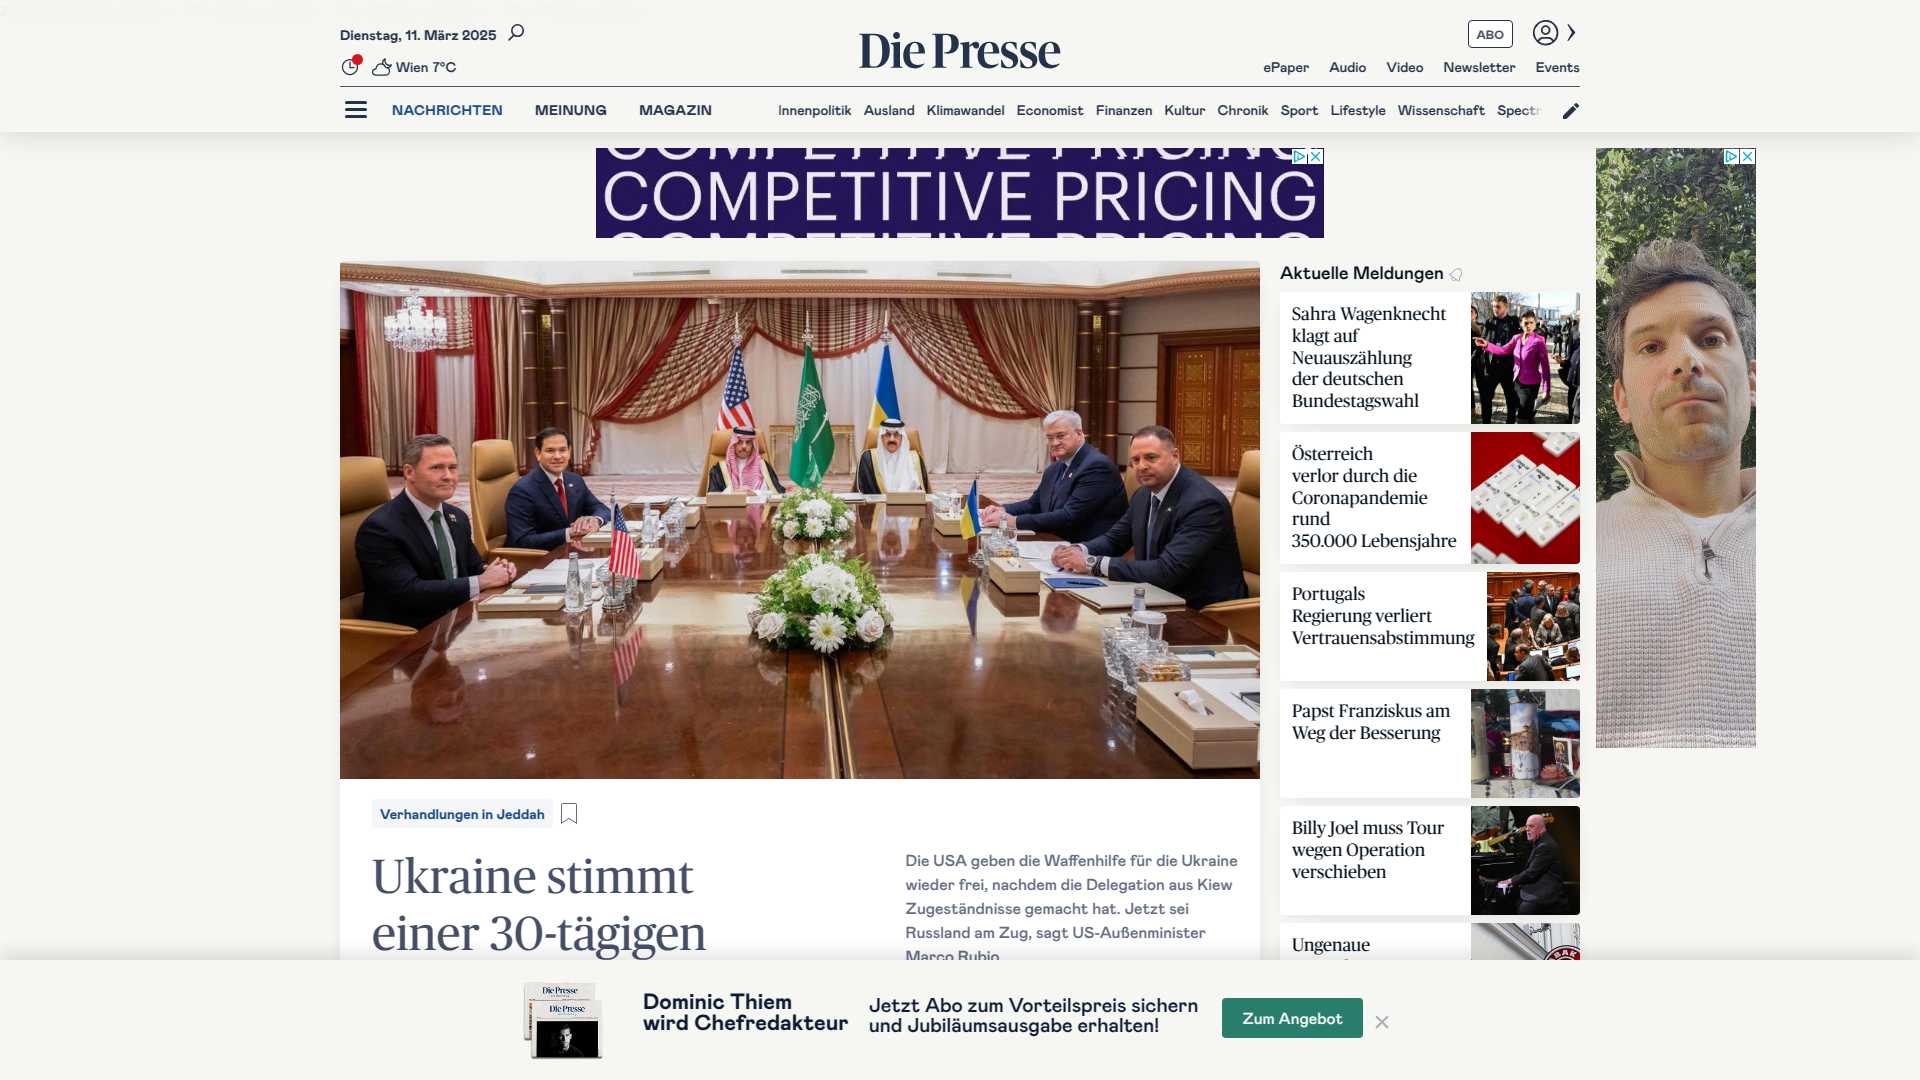 Dienstag, 11. März 2025
Die Presse
ABO
Wien 7°C
ePaper Audio Video Newsletter Events
NACHRICHTEN MEINUNG MAGAZIN
Innenpolitik Ausland Klimawandel Economist Finanzen Kultur Chronik Sport Lifestyle Wissenschaft Spectr
COMPETITIVE PRICING
COMPETITIVE PRICING
COMPETITIVE PRICING
Aktuelle Meldungen
Sahra Wagenknecht
klagt auf
Neuauszählung
der deutschen
Bundestagswahl
Österreich
verlor durch die
Coronapandemie
rund
350.000 Lebensjahre
Portugals
Regierung verliert
Vertrauensabstimmung
Papst Franziskus am
Weg der Besserung
Billy Joel muss Tour
wegen Operation
verschieben
Ungenaue
Verhandlungen in Jeddah
Ukraine stimmt
einer 30-tägigen
Die USA geben die Waffenhilfe für die Ukraine
wieder frei, nachdem die Delegation aus Kiew
Zugeständnisse gemacht hat. Jetzt sei
Russland am Zug, sagt US-Außenminister
Marco Rubio
Die Presse
Die Presse
Dominic Thiem
wird Chefredakteur
Jetzt Abo zum Vorteilspreis sichern
und Jubiläumsausgabe erhalten!
Zum Angebot